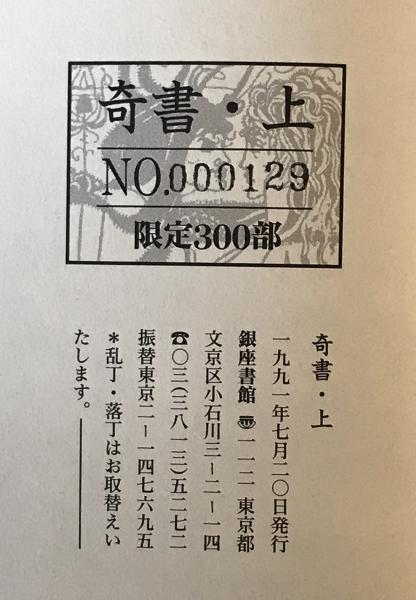 奇書・上
NO.000129
限定300部
奇書・上
一九九一年七月二〇日発行
銀座書館 〠一一二 東京都
文京区小石川三ー二ー一四
☎〇三(三八一三)五二七二
振替東京二ー一四七六九五
＊乱丁・落丁はお取替えい
たします。